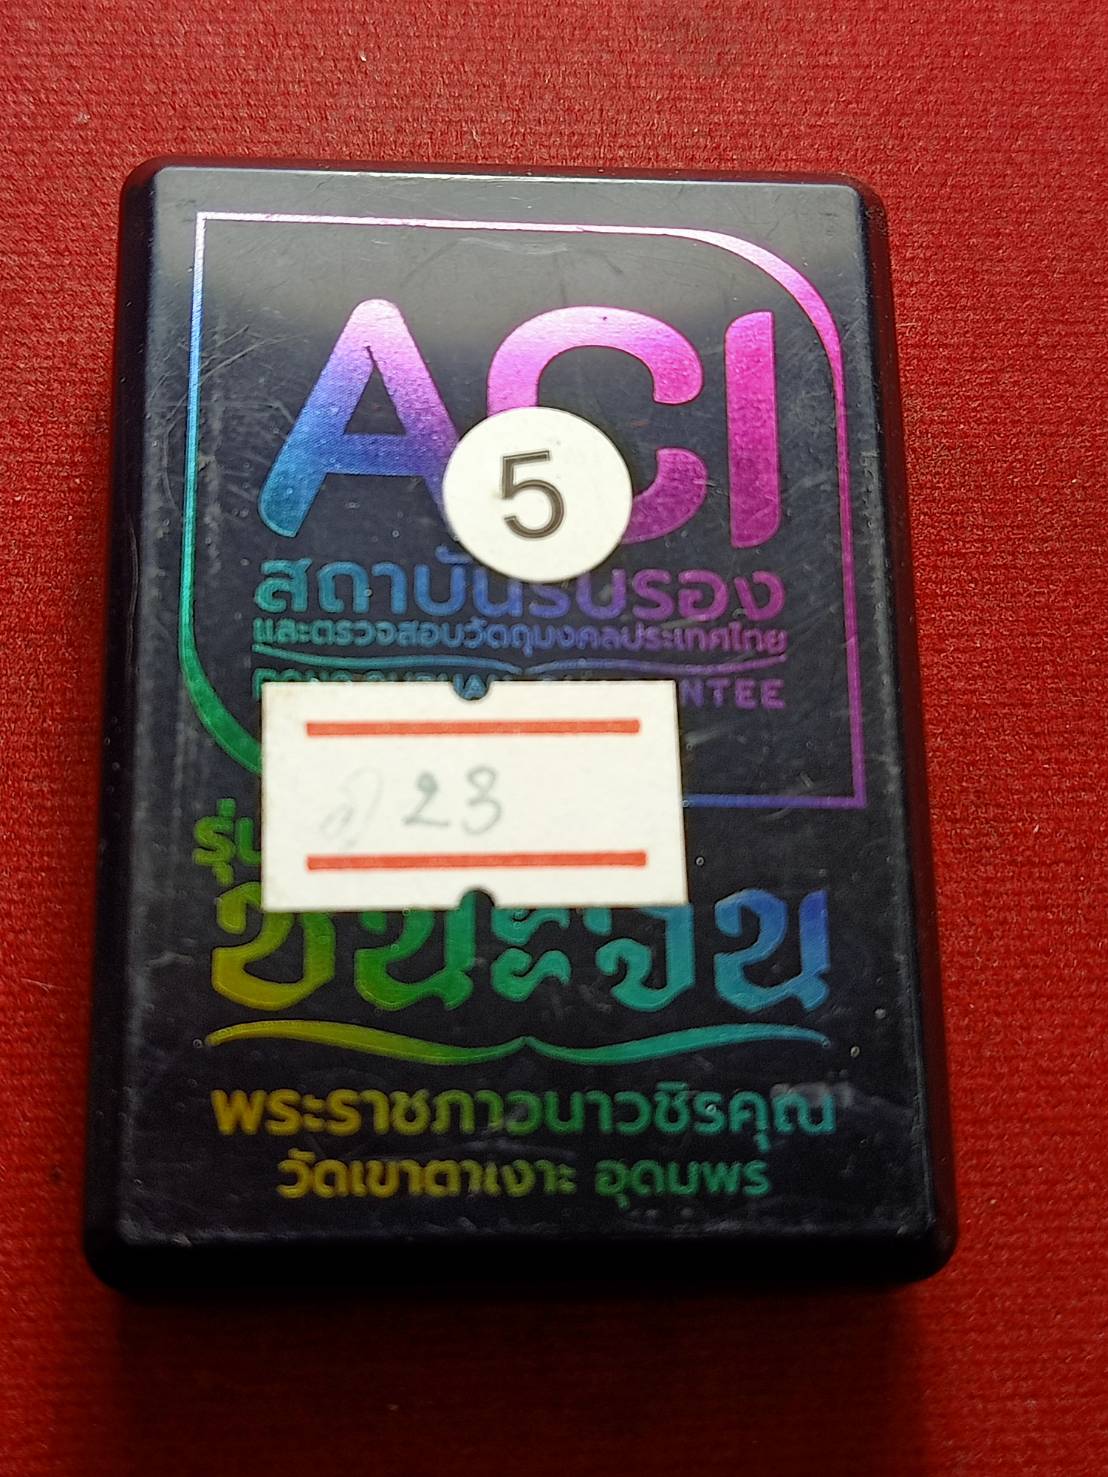 ACI
5
สถาบันรับรอง
และตรวจสอบวัตถุมงคลประเทศไทย
23
รุ่น
ชนะจน
พระราชภาวนาวชิรคุณ
วัดเขาตาเงาะ อุดมพร